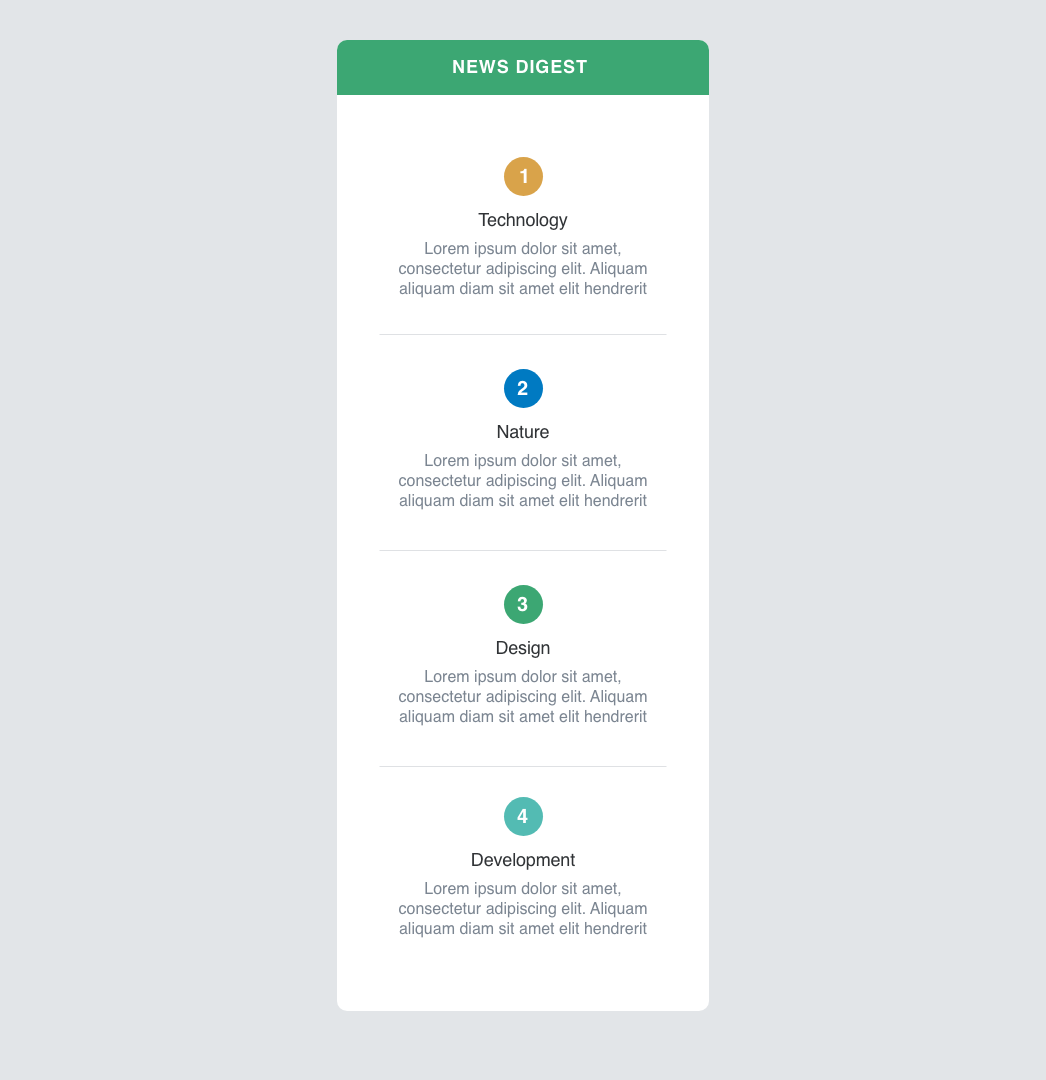 NEWS DIGEST
1
Technology
Lorem ipsum dolor sit amet,
consectetur adipiscing elit. Aliquam
aliquam diam sit amet elit hendrerit
2
Nature
Lorem ipsum dolor sit amet,
consectetur adipiscing elit. Aliquam
aliquam diam sit amet elit hendrerit
3
Design
Lorem ipsum dolor sit amet,
consectetur adipiscing elit. Aliquam
aliquam diam sit amet elit hendrerit
4
Development
Lorem ipsum dolor sit amet,
consectetur adipiscing elit. Aliquam
aliquam diam sit amet elit hendrerit